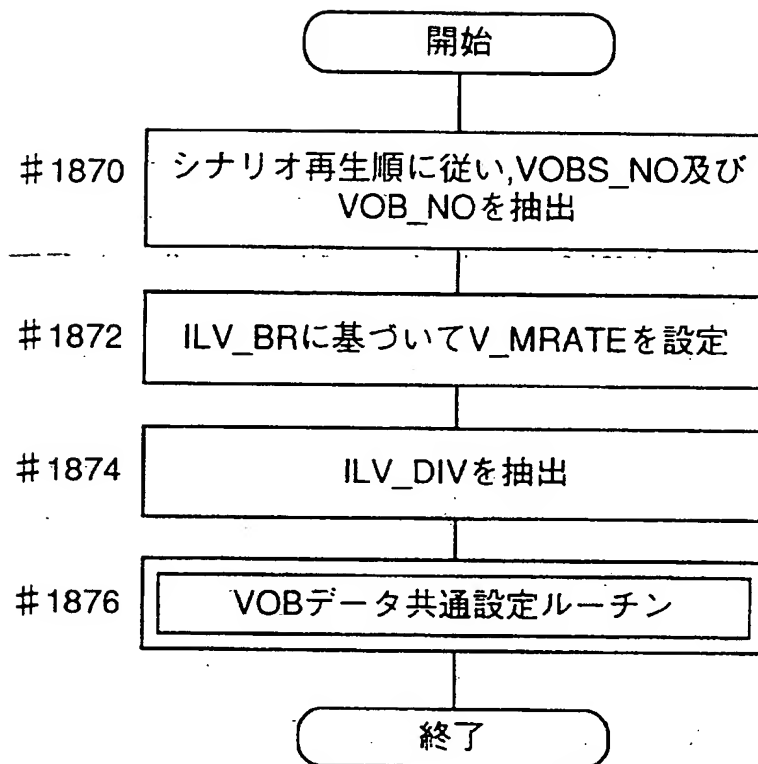 開始
#1870
シナリオ再生順に従い,VOBS_NO及び
VOB_NOを抽出
#1872
ILV_BRに基づいてV_MRATEを設定
#1874
ILV_DIVを抽出
#1876
VOBデータ共通設定ルーチン
終了